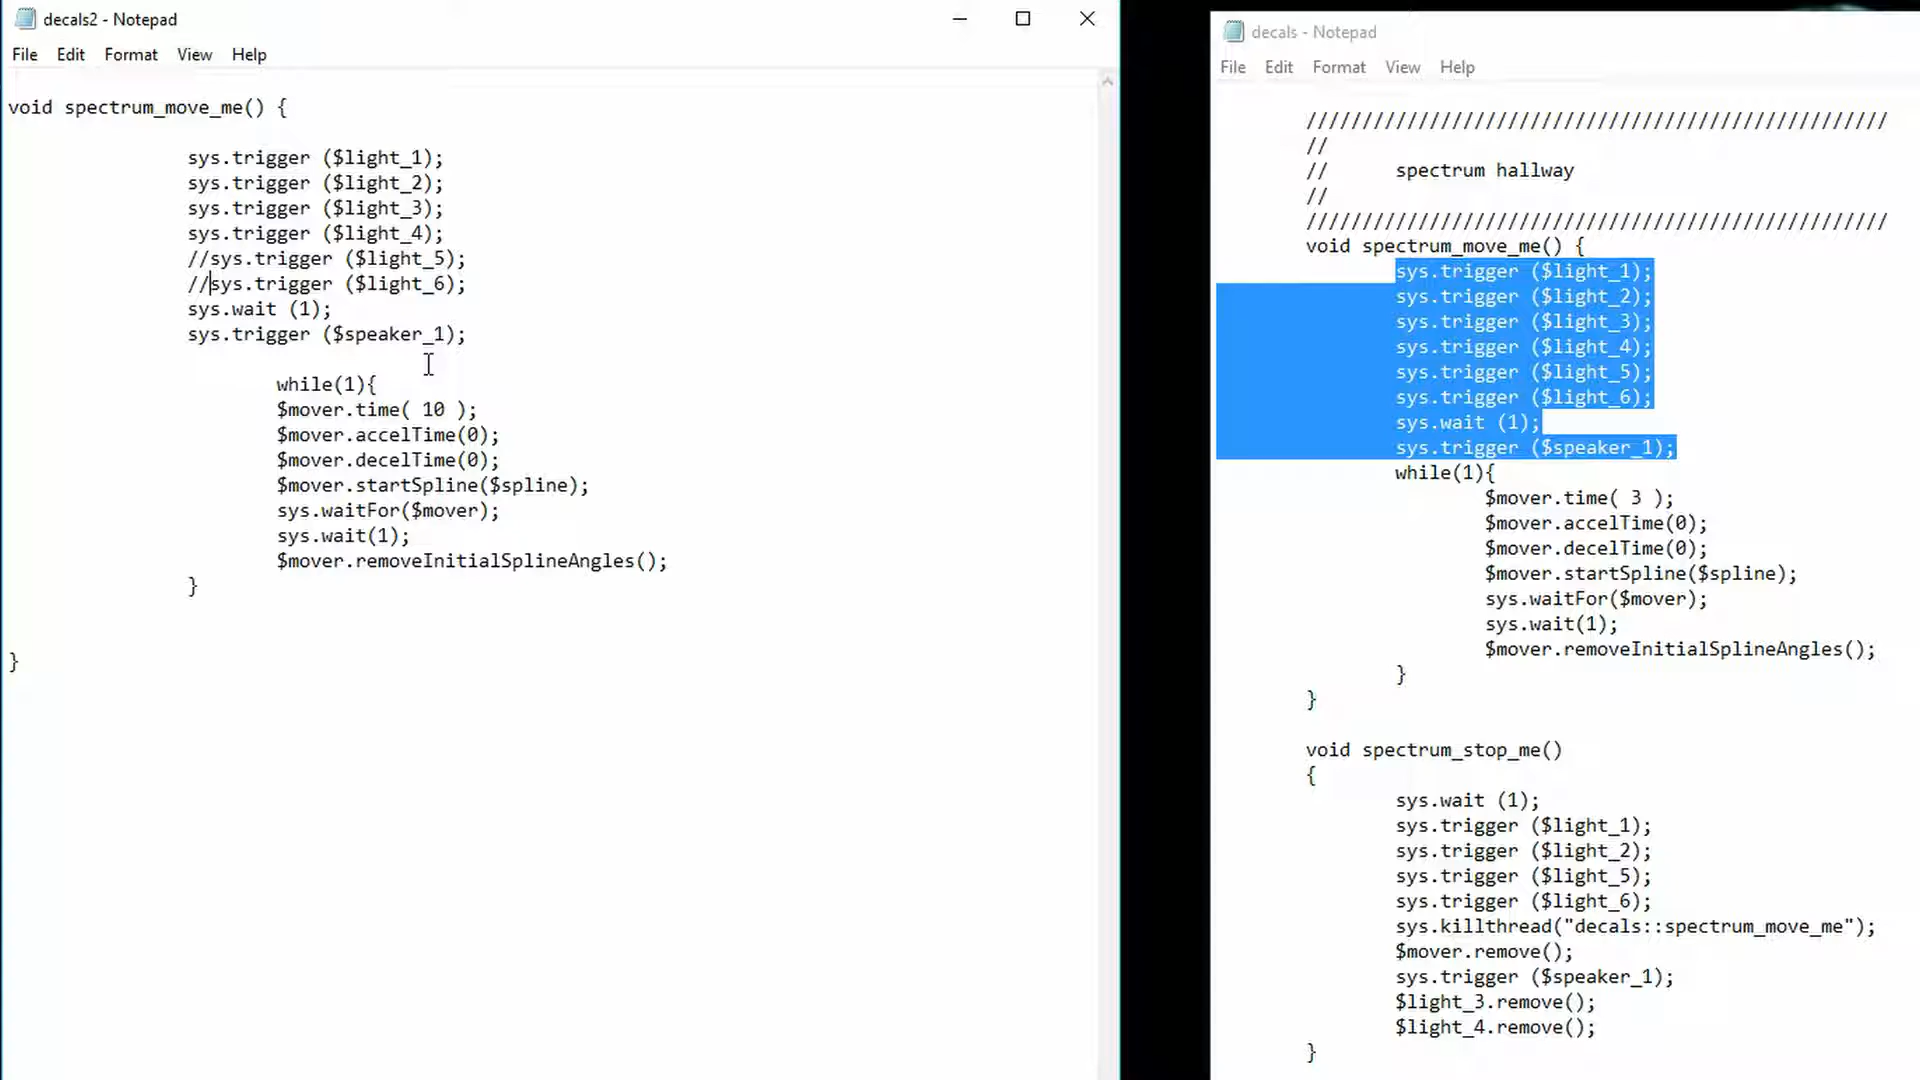 decals2 - Notepad
File Edit Format View Help
void spectrum_move_me() {
sys.trigger ($light_1);
sys.trigger ($light_2);
sys.trigger ($light_3);
sys.trigger ($light_4);
//sys.trigger ($light_5);
//sys.trigger ($light_6);
sys.wait (1);
sys.trigger ($speaker_1);
while(1){
$mover.time( 10 );
$mover.accelTime(0);
$mover.decelTime(0);
$mover.startSpline($spline);
sys.waitFor($mover);
sys.wait(1);
$mover.removeInitialSplineAngles();
}
}
decals - Notepad
File Edit Format View Help
////////////////////////////////////////////////////
//
// spectrum hallway
//
////////////////////////////////////////////////////
void spectrum_move_me() {
sys.trigger ($light_1);
sys.trigger ($light_2);
sys.trigger ($light_3);
sys.trigger ($light_4);
sys.trigger ($light_5);
sys.trigger ($light_6);
sys.wait (1);
sys.trigger ($speaker_1);
while(1){
$mover.time( 3 );
$mover.accelTime(0);
$mover.decelTime(0);
$mover.startSpline($spline);
sys.waitFor($mover);
sys.wait(1);
$mover.removeInitialSplineAngles();
}
}
void spectrum_stop_me()
{
sys.wait (1);
sys.trigger ($light_1);
sys.trigger ($light_2);
sys.trigger ($light_5);
sys.trigger ($light_6);
sys.killthread("decals::spectrum_move_me");
$mover.remove();
sys.trigger ($speaker_1);
$light_3.remove();
$light_4.remove();
}